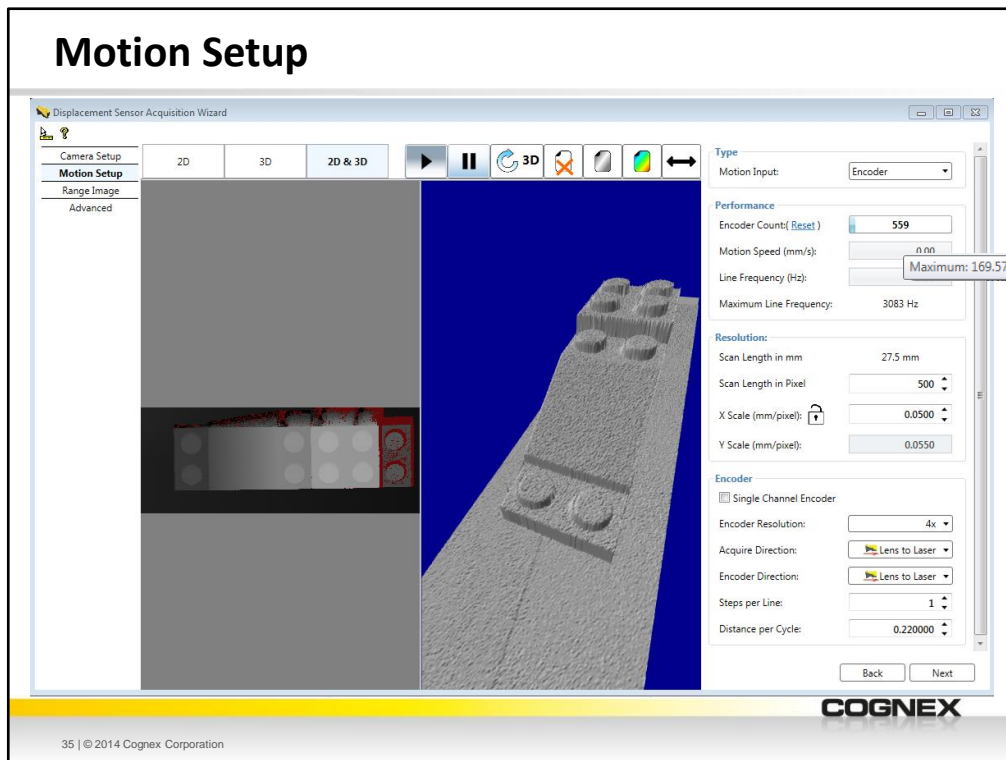 Motion Setup
Displacement Sensor Acquisition Wizard
Camera Setup
Motion Setup
Range Image
Advanced
2D
3D
2D & 3D
3D
Type
Motion Input:
Encoder
Performance
Encoder Count:( Reset )
559
Motion Speed (mm/s):
0.00
Maximum: 169.57
Line Frequency (Hz):
Maximum Line Frequency:
3083 Hz
Resolution:
Scan Length in mm
27.5 mm
Scan Length in Pixel
500
X Scale (mm/pixel):
0.0500
Y Scale (mm/pixel):
0.0550
Encoder
Single Channel Encoder
Encoder Resolution:
4x
Acquire Direction:
Lens to Laser
Encoder Direction:
Lens to Laser
Steps per Line:
1
Distance per Cycle:
0.220000
Back
Next
COGNEX
35 | © 2014 Cognex Corporation